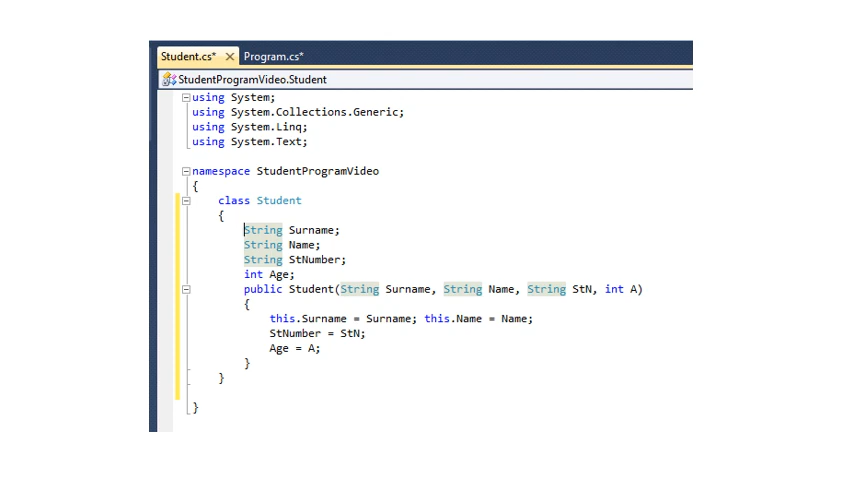 Student.cs* Program.cs*
StudentProgramVideo.Student
using System;
using System.Collections.Generic;
using System.Linq;
using System.Text;
namespace StudentProgramVideo
{
class Student
{
String Surname;
String Name;
String StNumber;
int Age;
public Student(String Surname, String Name, String StN, int A)
{
this.Surname = Surname; this.Name = Name;
StNumber = StN;
Age = A;
}
}
}